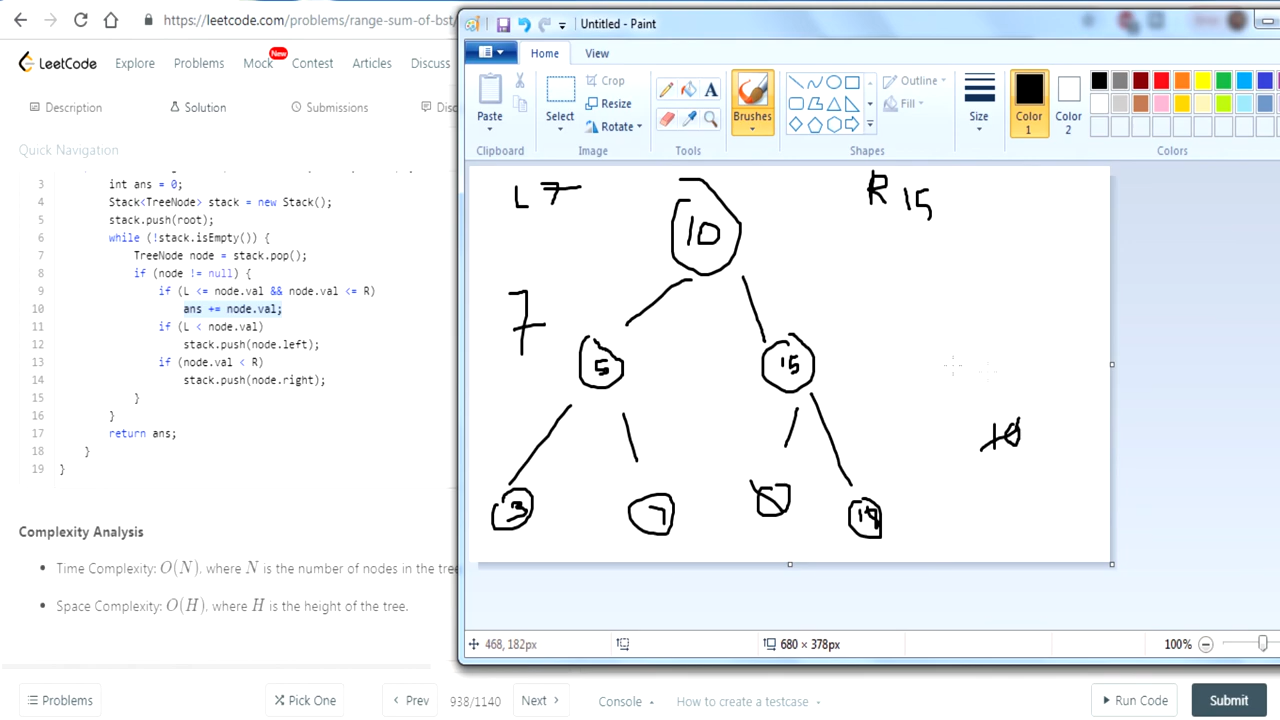 https://leetcode.com/problems/range-sum-of-bst/
LeetCode
Explore
Problems
Mock
New
Contest
Articles
Discuss
Description
Solution
Submissions
Quick Navigation
3 int ans = 0;
4 Stack<TreeNode> stack = new Stack();
5 stack.push(root);
6 while (!stack.isEmpty()) {
7 TreeNode node = stack.pop();
8 if (node != null) {
9 if (L <= node.val && node.val <= R)
10 ans += node.val;
11 if (L < node.val)
12 stack.push(node.left);
13 if (node.val < R)
14 stack.push(node.right);
15 }
16 }
17 return ans;
18 }
19 }
Complexity Analysis
Time Complexity: O(N), where N is the number of nodes in the tree
Space Complexity: O(H), where H is the height of the tree.
Untitled - Paint
Home
View
Paste
Clipboard
Select
Crop
Resize
Rotate
Image
A
Tools
Brushes
Shapes
Outline
Fill
Size
Color 1
Color 2
Colors
L 7
R 15
10
7
5
15
3
7
468, 182px
680 × 378px
100%
Problems
Pick One
Prev
938/1140
Next
Console
How to create a testcase
Run Code
Submit